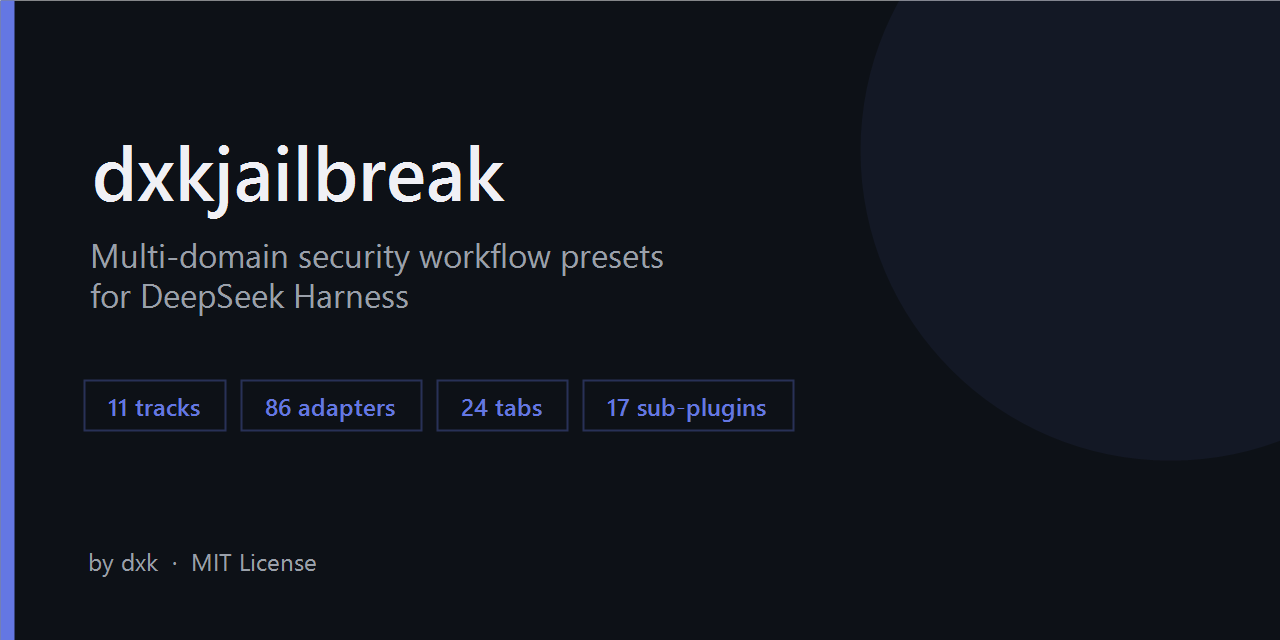 dxkjailbreak
Multi-domain security workflow presets
for DeepSeek Harness
11 tracks
86 adapters
24 tabs
17 sub-plugins
by dxk · MIT License